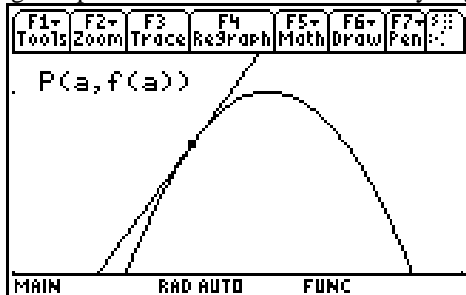 F1 F2 F3 F4 F5 F6 F7
Tools Zoom Trace ReGraph Math Draw Pen
P(a,f(a))
MAIN RAD AUTO FUNC